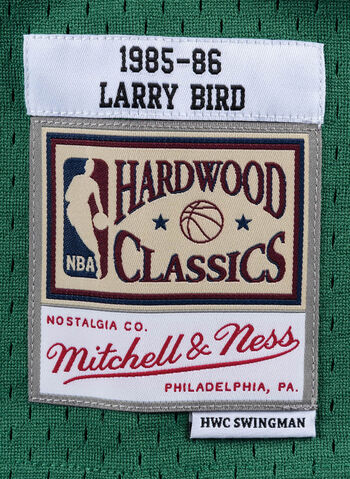 1985-86
LARRY BIRD
HARDWOOD
NBA
CLASSICS
NOSTALGIA CO.
Mitchell & Ness
PHILADELPHIA, PA.
HWC SWINGMAN